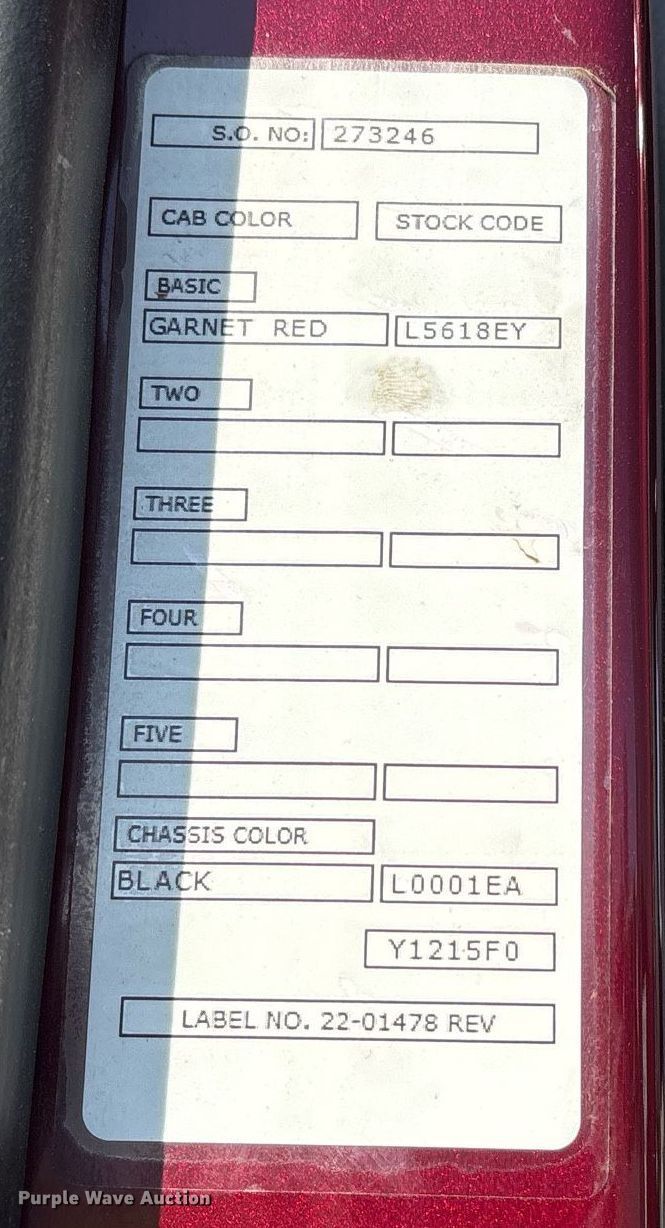 S.O. NO: 273246
CAB COLOR STOCK CODE
BASIC
GARNET RED L5618EY
TWO
THREE
FOUR
FIVE
CHASSIS COLOR
BLACK L0001EA
Y1215F0
LABEL NO. 22-01478 REV
Purple Wave Auction